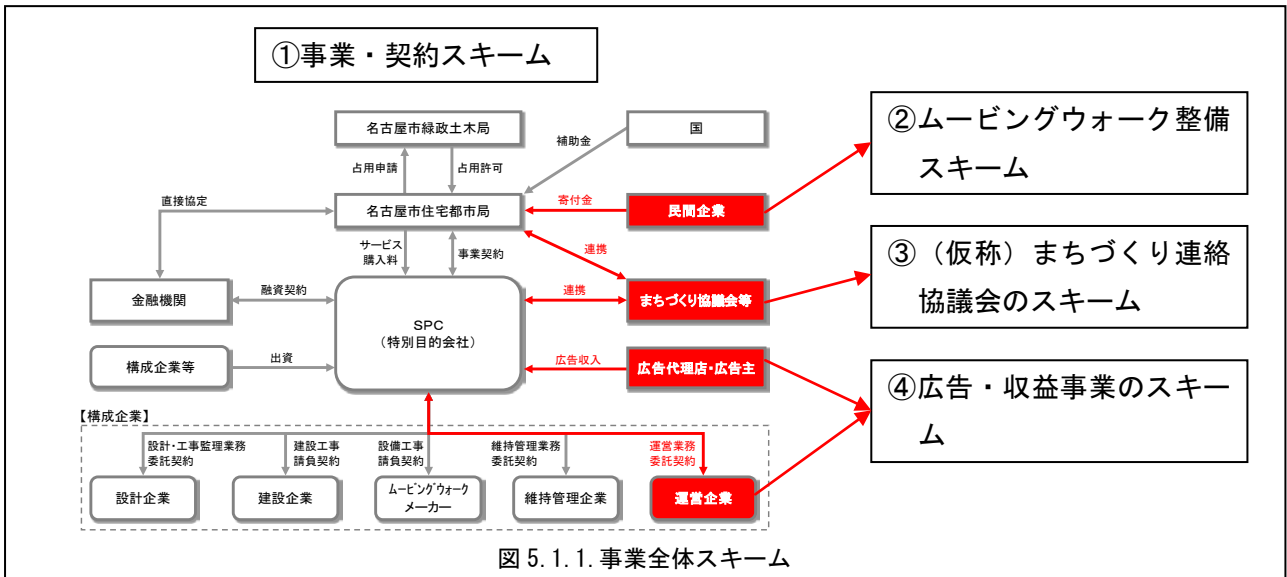 ①事業・契約スキーム
名古屋市緑政土木局
国
補助金
占用申請
占用許可
直接協定
名古屋市住宅都市局
寄付金
民間企業
サービス
購入料
事業契約
連携
金融機関
融資契約
SPC
(特別目的会社)
連携
まちづくり協議会等
構成企業等
出資
広告収入
広告代理店・広告主
【構成企業】
設計・工事監理業務
委託契約
建設工事
請負契約
設備工事
請負契約
維持管理業務
委託契約
運営業務
委託契約
設計企業
建設企業
ムービングウォーク
メーカー
維持管理企業
運営企業
②ムービングウォーク整備
スキーム
③（仮称）まちづくり連絡
協議会のスキーム
④広告・収益事業のスキー
ム
図 5.1.1.事業全体スキーム